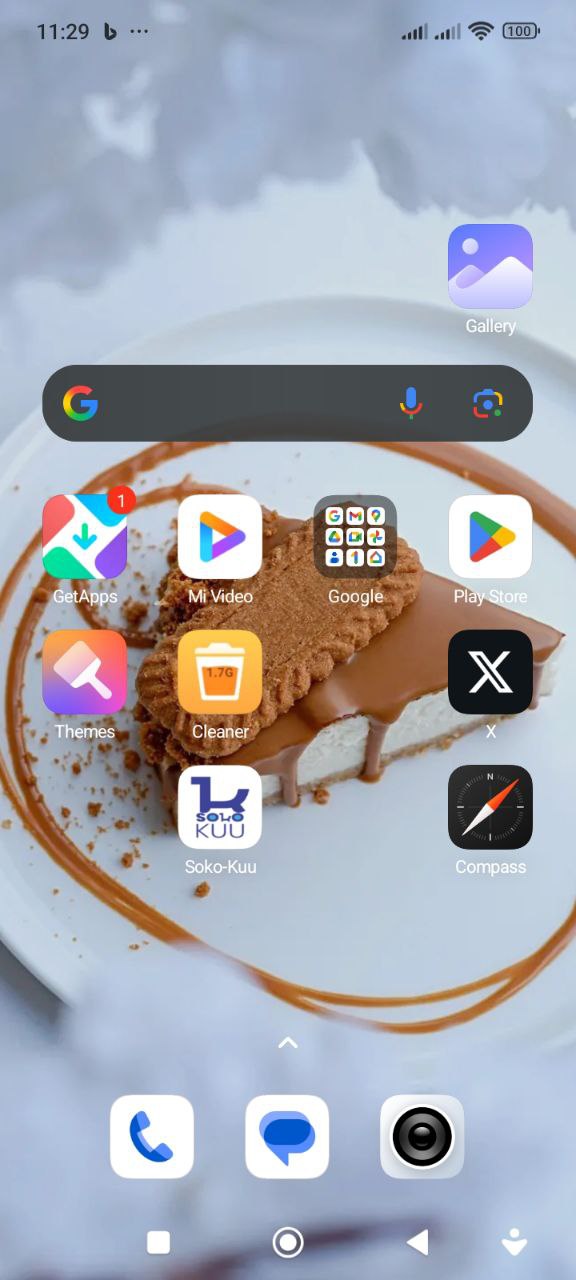 11:29
100
Gallery
1
GetApps
Mi Video
Google
Play Store
1.7G
Themes
Cleaner
X
SOKO
KUU
N
Soko-Kuu
Compass